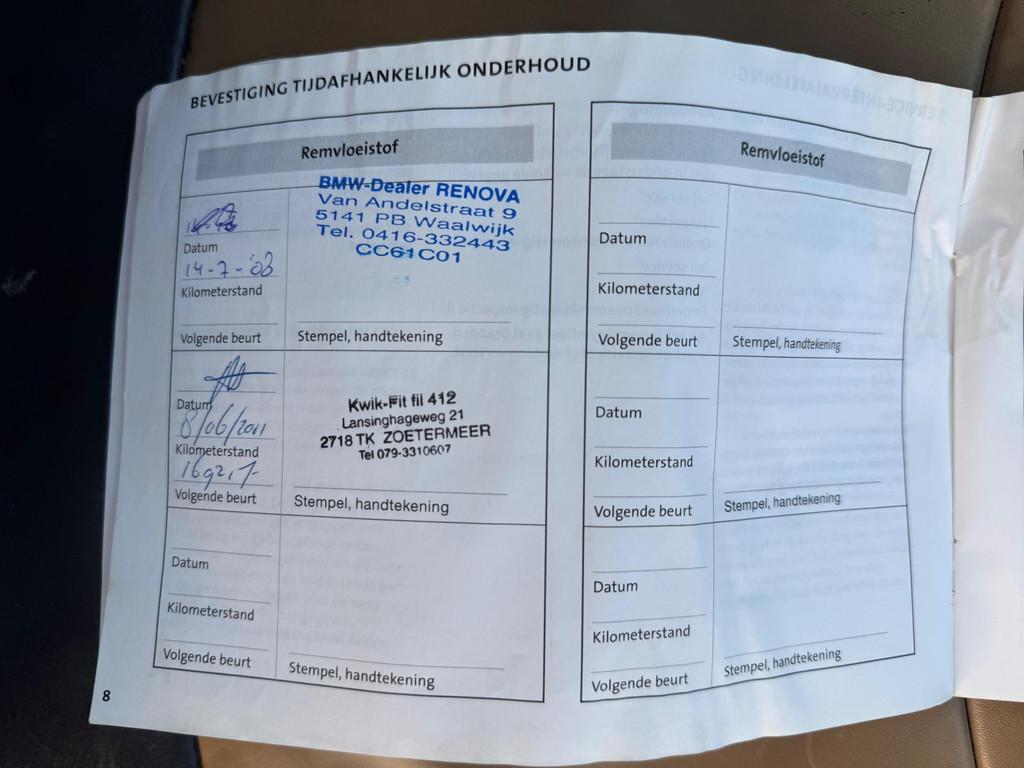 BEVESTIGING TIJDAFHANKELIJK ONDERHOUD
Remvloeistof
BMW-Dealer RENOVA
Van Andelstraat 9
5141 PB Waalwijk
Tel. 0416-332443
CC61C01
Datum
14-7-'08
Kilometerstand
Volgende beurt
Stempel, handtekening
Kwik-Fit fil 412
Lansinghageweg 21
2718 TK ZOETERMEER
Tel 079-3310607
Datum
8/06/2011
Kilometerstand
Volgende beurt
Stempel, handtekening
Datum
Kilometerstand
Volgende beurt
Stempel, handtekening
8
Remvloeistof
Datum
Kilometerstand
Volgende beurt
Stempel, handtekening
Datum
Kilometerstand
Volgende beurt
Stempel, handtekening
Datum
Kilometerstand
Volgende beurt
Stempel, handtekening